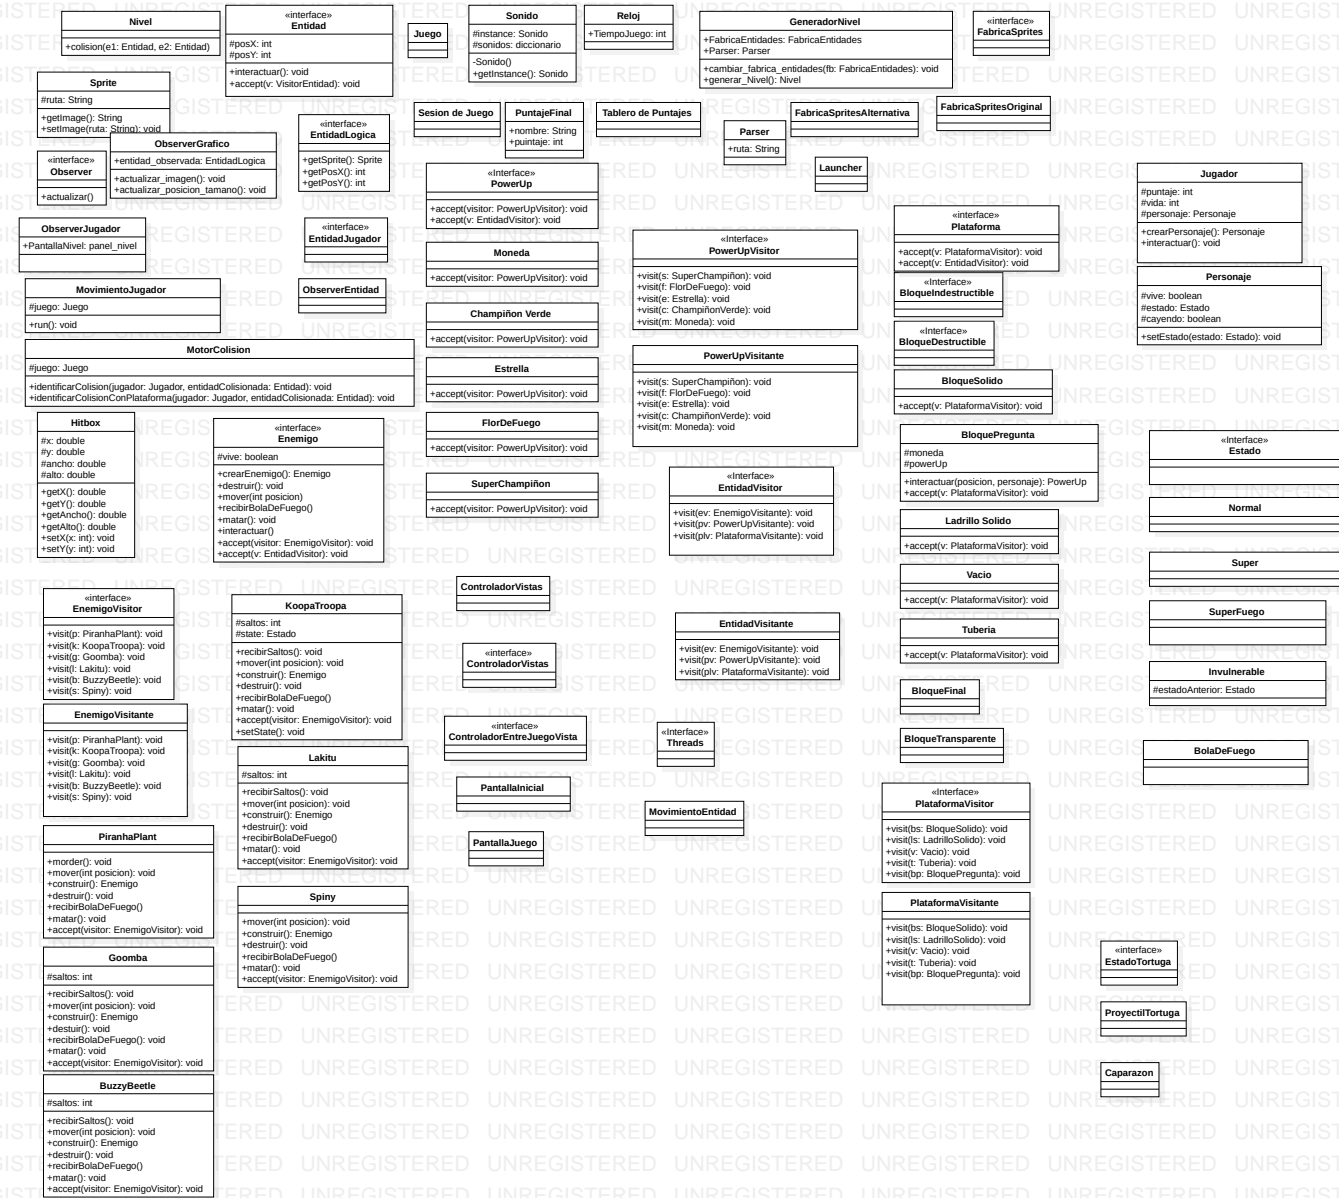 Nivel
+colision(e1: Entidad, e2: Entidad)
«interface»
Entidad
#posX: int
#posY: int
+interactuar(): void
+accept(v: VisitorEntidad): void
Juego
Sonido
#instance: Sonido
#sonidos: diccionario
-Sonido()
+getInstance(): Sonido
Reloj
+TiempoJuego: int
GeneradorNivel
+FabricaEntidades: FabricaEntidades
+Parser: Parser
+cambiar_fabrica_entidades(fb: FabricaEntidades): void
+generar_Nivel(): Nivel
«interface»
FabricaSprites
Sprite
#ruta: String
+getImage(): String
+setImage(ruta: String): void
ObserverGrafico
+entidad_observada: EntidadLogica
+actualizar_imagen(): void
+actualizar_posicion_tamano(): void
«interface»
Observer
+actualizar()
«interface»
EntidadLogica
+getSprite(): Sprite
+getPosX(): int
+getPosY(): int
Sesion de Juego
PuntajeFinal
+nombre: String
+puintaje: int
Tablero de Puntajes
Parser
+ruta: String
FabricaSpritesAlternativa
FabricaSpritesOriginal
Launcher
ObserverJugador
+PantallaNivel: panel_nivel
«interface»
EntidadJugador
ObserverEntidad
MovimientoJugador
#juego: Juego
+run(): void
MotorColision
#juego: Juego
+identificarColision(jugador: Jugador, entidadColisionada: Entidad): void
+identificarColisionConPlataforma(jugador: Jugador, entidadColisionada: Entidad): void
«Interface»
PowerUp
+accept(visitor: PowerUpVisitor): void
+accept(v: EntidadVisitor): void
Moneda
+accept(visitor: PowerUpVisitor): void
Champiñon Verde
+accept(visitor: PowerUpVisitor): void
Estrella
+accept(visitor: PowerUpVisitor): void
FlorDeFuego
+accept(visitor: PowerUpVisitor): void
SuperChampiñon
+accept(visitor: PowerUpVisitor): void
«Interface»
PowerUpVisitor
+visit(s: SuperChampiñon): void
+visit(f: FlorDeFuego): void
+visit(e: Estrella): void
+visit(c: ChampiñonVerde): void
+visit(m: Moneda): void
PowerUpVisitante
+visit(s: SuperChampiñon): void
+visit(f: FlorDeFuego): void
+visit(e: Estrella): void
+visit(c: ChampiñonVerde): void
+visit(m: Moneda): void
«Interface»
EntidadVisitor
+visit(ev: EnemigoVisitante): void
+visit(pv: PowerUpVisitante): void
+visit(plv: PlataformaVisitante): void
EntidadVisitante
+visit(ev: EnemigoVisitante): void
+visit(pv: PowerUpVisitante): void
+visit(plv: PlataformaVisitante): void
«interface»
Plataforma
+accept(v: PlataformaVisitor): void
+accept(v: EntidadVisitor): void
«Interface»
BloqueIndestructible
«Interface»
BloqueDestructible
BloqueSolido
+accept(v: PlataformaVisitor): void
BloquePregunta
#moneda
#powerUp
+interactuar(posicion, personaje): PowerUp
+accept(v: PlataformaVisitor): void
Ladrillo Solido
+accept(v: PlataformaVisitor): void
Vacio
+accept(v: PlataformaVisitor): void
Tuberia
+accept(v: PlataformaVisitor): void
BloqueFinal
BloqueTransparente
«Interface»
PlataformaVisitor
+visit(bs: BloqueSolido): void
+visit(ls: LadrilloSolido): void
+visit(v: Vacio): void
+visit(t: Tuberia): void
+visit(bp: BloquePregunta): void
PlataformaVisitante
+visit(bs: BloqueSolido): void
+visit(ls: LadrilloSolido): void
+visit(v: Vacio): void
+visit(t: Tuberia): void
+visit(bp: BloquePregunta): void
Jugador
#puntaje: int
#vida: int
#personaje: Personaje
+crearPersonaje(): Personaje
+interactuar(): void
Personaje
#vive: boolean
#estado: Estado
#cayendo: boolean
+setEstado(estado: Estado): void
«Interface»
Estado
Normal
Super
SuperFuego
Invulnerable
#estadoAnterior: Estado
BolaDeFuego
Hitbox
#x: double
#y: double
#ancho: double
#alto: double
+getX(): double
+getY(): double
+getAncho(): double
+getAlto(): double
+setX(x: int): void
+setY(y: int): void
«interface»
Enemigo
#vive: boolean
+crearEnemigo(): Enemigo
+destruir(): void
+mover(int posicion)
+recibirBolaDeFuego()
+matar(): void
+interactuar()
+accept(visitor: EnemigoVisitor): void
+accept(v: EntidadVisitor): void
«interface»
EnemigoVisitor
+visit(p: PiranhaPlant): void
+visit(k: KoopaTroopa): void
+visit(g: Goomba): void
+visit(l: Lakitu): void
+visit(b: BuzzyBeetle): void
+visit(s: Spiny): void
EnemigoVisitante
+visit(p: PiranhaPlant): void
+visit(k: KoopaTroopa): void
+visit(g: Goomba): void
+visit(l: Lakitu): void
+visit(b: BuzzyBeetle): void
+visit(s: Spiny): void
PiranhaPlant
+morder(): void
+mover(int posicion): void
+construir(): Enemigo
+destruir(): void
+recibirBolaDeFuego()
+matar(): void
+accept(visitor: EnemigoVisitor): void
Goomba
#saltos: int
+recibirSaltos(): void
+mover(int posicion): void
+construir(): Enemigo
+destuir(): void
+recibirBolaDeFuego(): void
+matar(): void
+accept(visitor: EnemigoVisitor): void
BuzzyBeetle
#saltos: int
+recibirSaltos(): void
+mover(int posicion): void
+construir(): Enemigo
+destruir(): void
+recibirBolaDeFuego()
+matar(): void
+accept(visitor: EnemigoVisitor): void
KoopaTroopa
#saltos: int
#state: Estado
+recibirSaltos(): void
+mover(int posicion): void
+construir(): Enemigo
+destruir(): void
+recibirBolaDeFuego()
+matar(): void
+accept(visitor: EnemigoVisitor): void
+setState(): void
Lakitu
#saltos: int
+recibirSaltos(): void
+mover(int posicion): void
+construir(): Enemigo
+destruir(): void
+recibirBolaDeFuego()
+matar(): void
+accept(visitor: EnemigoVisitor): void
Spiny
+mover(int posicion): void
+construir(): Enemigo
+destruir(): void
+recibirBolaDeFuego()
+matar(): void
+accept(visitor: EnemigoVisitor): void
ControladorVistas
«interface»
ControladorVistas
«interface»
ControladorEntreJuegoVista
PantallaInicial
PantallaJuego
«Interface»
Threads
MovimientoEntidad
«interface»
EstadoTortuga
ProyectilTortuga
Caparazon